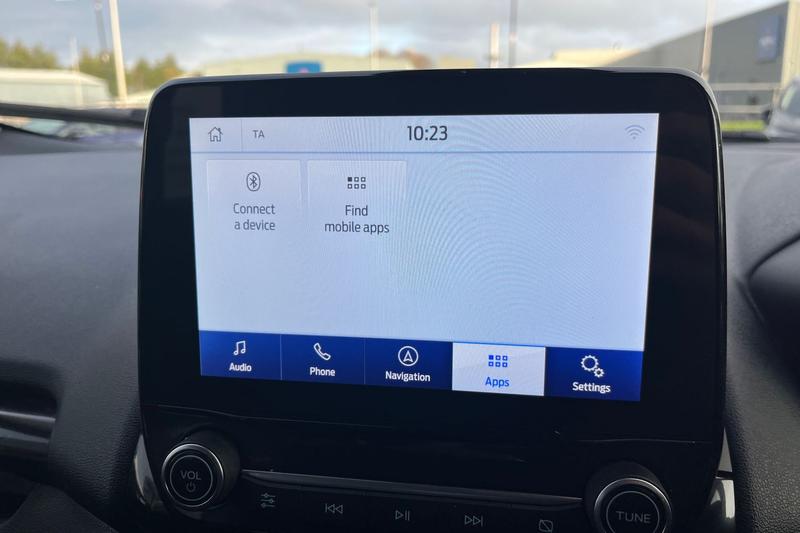 TA 10:23
Connect
a device
Find
mobile apps
Audio Phone Navigation Apps Settings
VOL
TUNE